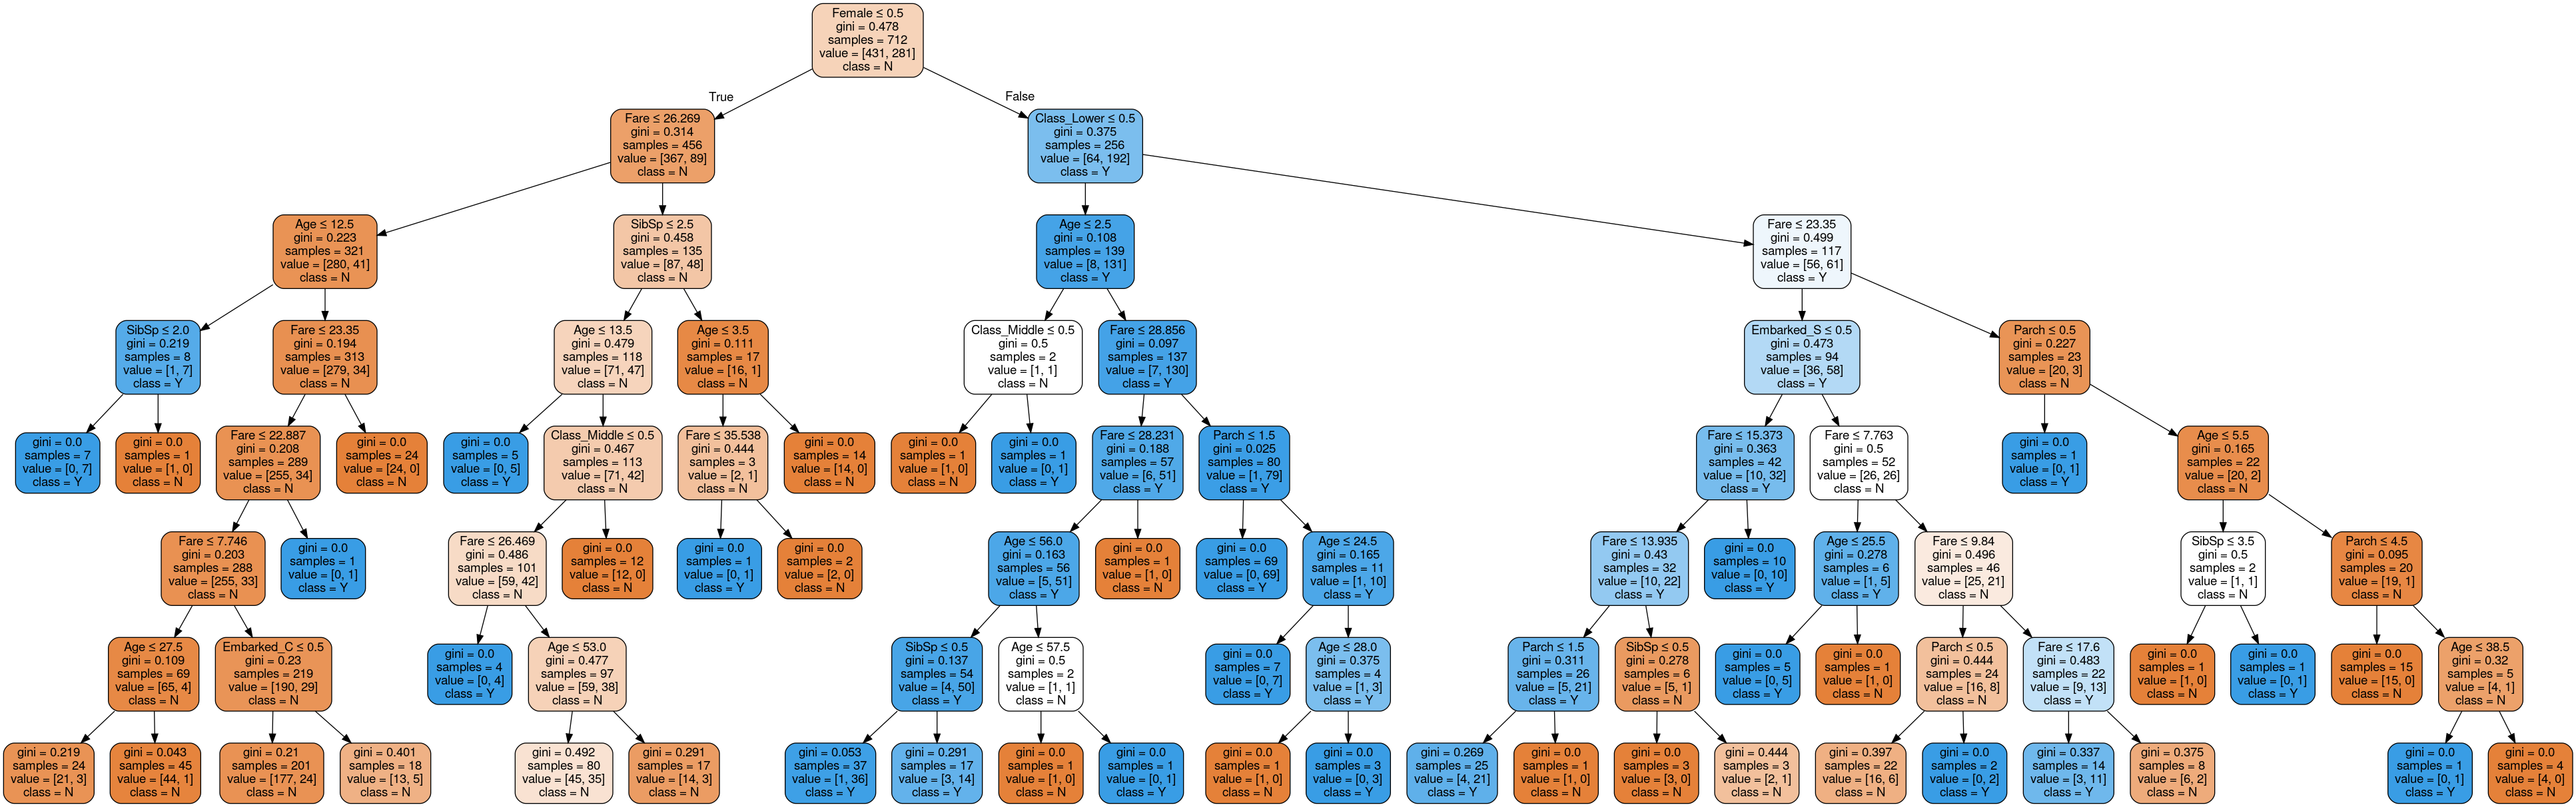 Female ≤ 0.5
gini = 0.478
samples = 712
value = [431, 281]
class = N
True
False
Fare ≤ 26.269
gini = 0.314
samples = 456
value = [367, 89]
class = N
Class_Lower ≤ 0.5
gini = 0.375
samples = 256
value = [64, 192]
class = Y
Age ≤ 12.5
gini = 0.223
samples = 321
value = [280, 41]
class = N
SibSp ≤ 2.5
gini = 0.458
samples = 135
value = [87, 48]
class = N
Age ≤ 2.5
gini = 0.108
samples = 139
value = [8, 131]
class = Y
Fare ≤ 23.35
gini = 0.499
samples = 117
value = [56, 61]
class = Y
SibSp ≤ 2.0
gini = 0.219
samples = 8
value = [1, 7]
class = Y
Fare ≤ 23.35
gini = 0.194
samples = 313
value = [279, 34]
class = N
Age ≤ 13.5
gini = 0.479
samples = 118
value = [71, 47]
class = N
Age ≤ 3.5
gini = 0.111
samples = 17
value = [16, 1]
class = N
Class_Middle ≤ 0.5
gini = 0.5
samples = 2
value = [1, 1]
class = N
Fare ≤ 28.856
gini = 0.097
samples = 137
value = [7, 130]
class = Y
Embarked_S ≤ 0.5
gini = 0.473
samples = 94
value = [36, 58]
class = Y
Parch ≤ 0.5
gini = 0.227
samples = 23
value = [20, 3]
class = N
gini = 0.0
samples = 7
value = [0, 7]
class = Y
gini = 0.0
samples = 1
value = [1, 0]
class = N
Fare ≤ 22.887
gini = 0.208
samples = 289
value = [255, 34]
class = N
gini = 0.0
samples = 24
value = [24, 0]
class = N
gini = 0.0
samples = 5
value = [0, 5]
class = Y
Class_Middle ≤ 0.5
gini = 0.467
samples = 113
value = [71, 42]
class = N
Fare ≤ 35.538
gini = 0.444
samples = 3
value = [2, 1]
class = N
gini = 0.0
samples = 14
value = [14, 0]
class = N
gini = 0.0
samples = 1
value = [1, 0]
class = N
gini = 0.0
samples = 1
value = [0, 1]
class = Y
Fare ≤ 28.231
gini = 0.188
samples = 57
value = [6, 51]
class = Y
Parch ≤ 1.5
gini = 0.025
samples = 80
value = [1, 79]
class = Y
Fare ≤ 15.373
gini = 0.363
samples = 42
value = [10, 32]
class = Y
Fare ≤ 7.763
gini = 0.5
samples = 52
value = [26, 26]
class = N
gini = 0.0
samples = 1
value = [0, 1]
class = Y
Age ≤ 5.5
gini = 0.165
samples = 22
value = [20, 2]
class = N
Fare ≤ 7.746
gini = 0.203
samples = 288
value = [255, 33]
class = N
gini = 0.0
samples = 1
value = [0, 1]
class = Y
Fare ≤ 26.469
gini = 0.486
samples = 101
value = [59, 42]
class = N
gini = 0.0
samples = 12
value = [12, 0]
class = N
gini = 0.0
samples = 1
value = [0, 1]
class = Y
gini = 0.0
samples = 2
value = [2, 0]
class = N
Age ≤ 56.0
gini = 0.163
samples = 56
value = [5, 51]
class = Y
gini = 0.0
samples = 1
value = [1, 0]
class = N
gini = 0.0
samples = 69
value = [0, 69]
class = Y
Age ≤ 24.5
gini = 0.165
samples = 11
value = [1, 10]
class = Y
Fare ≤ 13.935
gini = 0.43
samples = 32
value = [10, 22]
class = Y
gini = 0.0
samples = 10
value = [0, 10]
class = Y
Age ≤ 25.5
gini = 0.278
samples = 6
value = [1, 5]
class = Y
Fare ≤ 9.84
gini = 0.496
samples = 46
value = [25, 21]
class = N
SibSp ≤ 3.5
gini = 0.5
samples = 2
value = [1, 1]
class = N
Parch ≤ 4.5
gini = 0.095
samples = 20
value = [19, 1]
class = N
Age ≤ 27.5
gini = 0.109
samples = 69
value = [65, 4]
class = N
Embarked_C ≤ 0.5
gini = 0.23
samples = 219
value = [190, 29]
class = N
gini = 0.0
samples = 4
value = [0, 4]
class = Y
Age ≤ 53.0
gini = 0.477
samples = 97
value = [59, 38]
class = N
SibSp ≤ 0.5
gini = 0.137
samples = 54
value = [4, 50]
class = Y
Age ≤ 57.5
gini = 0.5
samples = 2
value = [1, 1]
class = N
gini = 0.0
samples = 7
value = [0, 7]
class = Y
Age ≤ 28.0
gini = 0.375
samples = 4
value = [1, 3]
class = Y
Parch ≤ 1.5
gini = 0.311
samples = 26
value = [5, 21]
class = Y
SibSp ≤ 0.5
gini = 0.278
samples = 6
value = [5, 1]
class = N
gini = 0.0
samples = 5
value = [0, 5]
class = Y
gini = 0.0
samples = 1
value = [1, 0]
class = N
Parch ≤ 0.5
gini = 0.444
samples = 24
value = [16, 8]
class = N
Fare ≤ 17.6
gini = 0.483
samples = 22
value = [9, 13]
class = Y
gini = 0.0
samples = 1
value = [1, 0]
class = N
gini = 0.0
samples = 1
value = [0, 1]
class = Y
gini = 0.0
samples = 15
value = [15, 0]
class = N
Age ≤ 38.5
gini = 0.32
samples = 5
value = [4, 1]
class = N
gini = 0.219
samples = 24
value = [21, 3]
class = N
gini = 0.043
samples = 45
value = [44, 1]
class = N
gini = 0.21
samples = 201
value = [177, 24]
class = N
gini = 0.401
samples = 18
value = [13, 5]
class = N
gini = 0.492
samples = 80
value = [45, 35]
class = N
gini = 0.291
samples = 17
value = [14, 3]
class = N
gini = 0.053
samples = 37
value = [1, 36]
class = Y
gini = 0.291
samples = 17
value = [3, 14]
class = Y
gini = 0.0
samples = 1
value = [1, 0]
class = N
gini = 0.0
samples = 1
value = [0, 1]
class = Y
gini = 0.0
samples = 1
value = [1, 0]
class = N
gini = 0.0
samples = 3
value = [0, 3]
class = Y
gini = 0.269
samples = 25
value = [4, 21]
class = Y
gini = 0.0
samples = 1
value = [1, 0]
class = N
gini = 0.0
samples = 3
value = [3, 0]
class = N
gini = 0.444
samples = 3
value = [2, 1]
class = N
gini = 0.397
samples = 22
value = [16, 6]
class = N
gini = 0.0
samples = 2
value = [0, 2]
class = Y
gini = 0.337
samples = 14
value = [3, 11]
class = Y
gini = 0.375
samples = 8
value = [6, 2]
class = N
gini = 0.0
samples = 1
value = [0, 1]
class = Y
gini = 0.0
samples = 4
value = [4, 0]
class = N